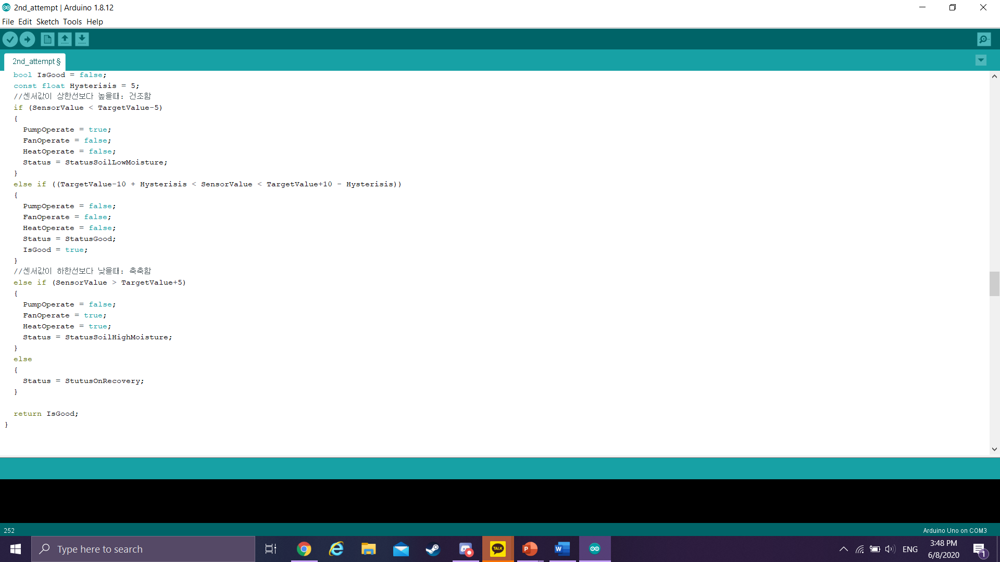 2nd_attempt | Arduino 1.8.12
File Edit Sketch Tools Help
2nd_attempt §
bool IsGood = false;
const float Hysterisis = 5;
//센서값이 상한선보다 높을때: 건조함
if (SensorValue < TargetValue-5)
{
PumpOperate = true;
FanOperate = false;
HeatOperate = false;
Status = StatusSoilLowMoisture;
}
else if ((TargetValue-10 + Hysterisis < SensorValue < TargetValue+10 - Hysterisis))
{
PumpOperate = false;
FanOperate = false;
HeatOperate = false;
Status = StatusGood;
IsGood = true;
}
//센서값이 하한선보다 낮을때: 축축함
else if (SensorValue > TargetValue+5)
{
PumpOperate = false;
FanOperate = true;
HeatOperate = true;
Status = StatusSoilHighMoisture;
}
else
{
Status = StutusOnRecovery;
}
return IsGood;
}
252
Arduino Uno on COM3
Type here to search
TALK
ENG
3:48 PM
6/8/2020
1